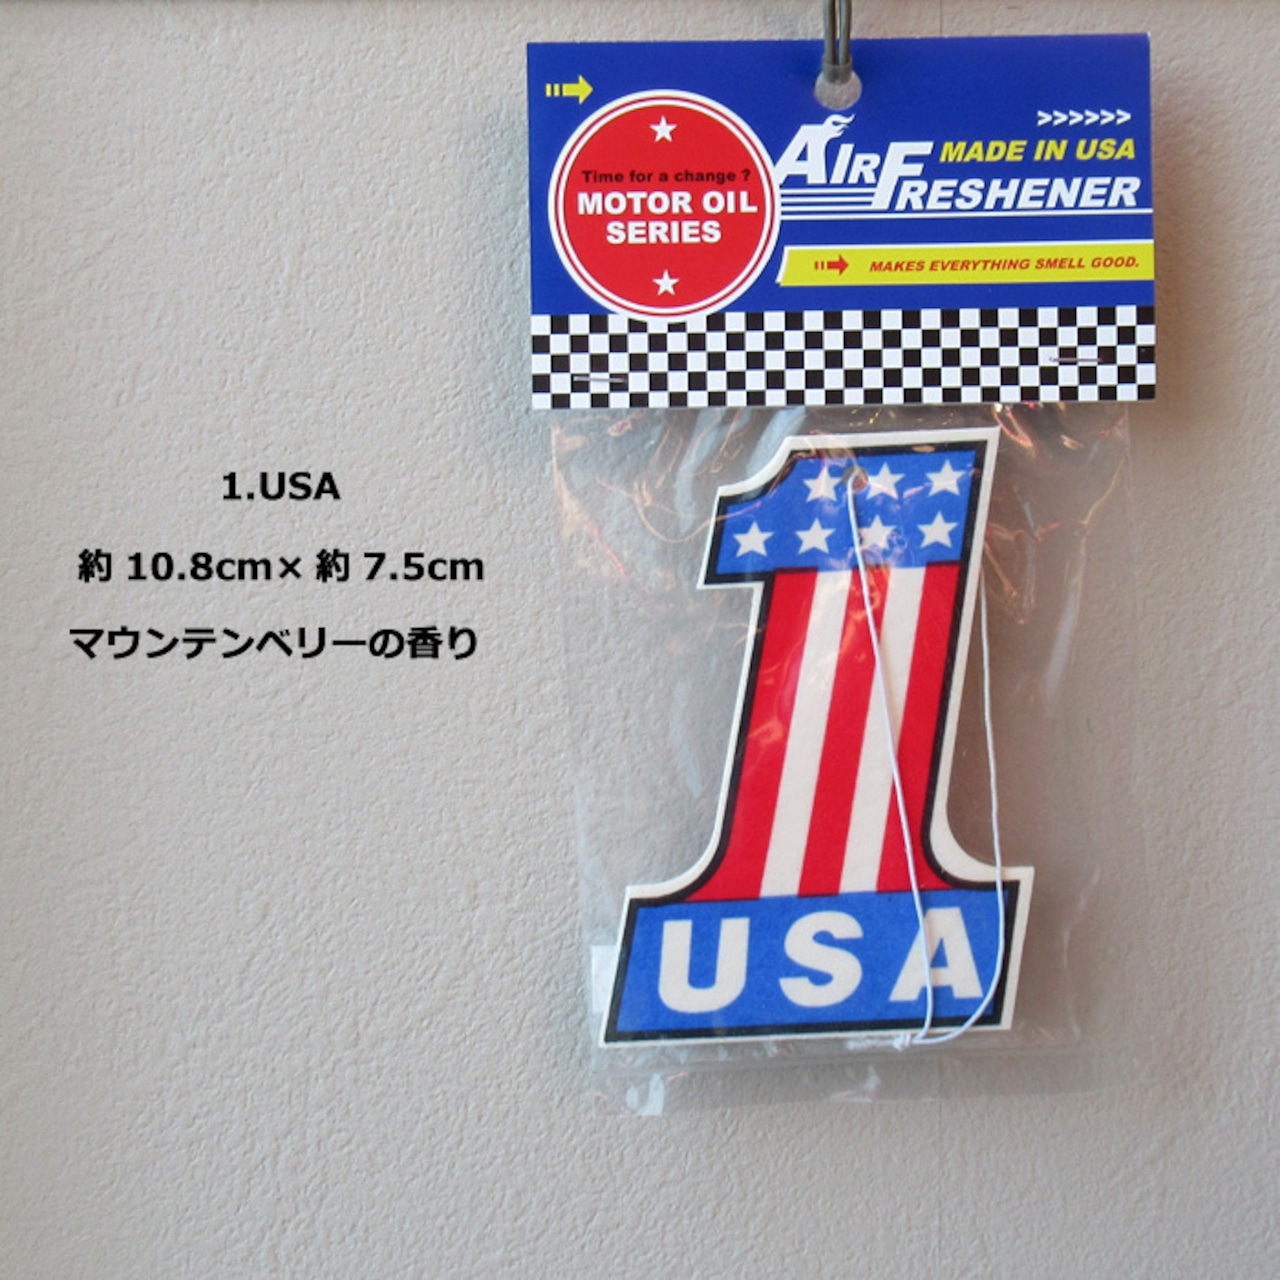 >>>>>>
MADE IN USA
AIR FRESHENER
Time for a change ?
MOTOR OIL
SERIES
MAKES EVERYTHING SMELL GOOD.
1.USA
約 10.8cm× 約 7.5cm
マウンテンベリーの香り
1
USA